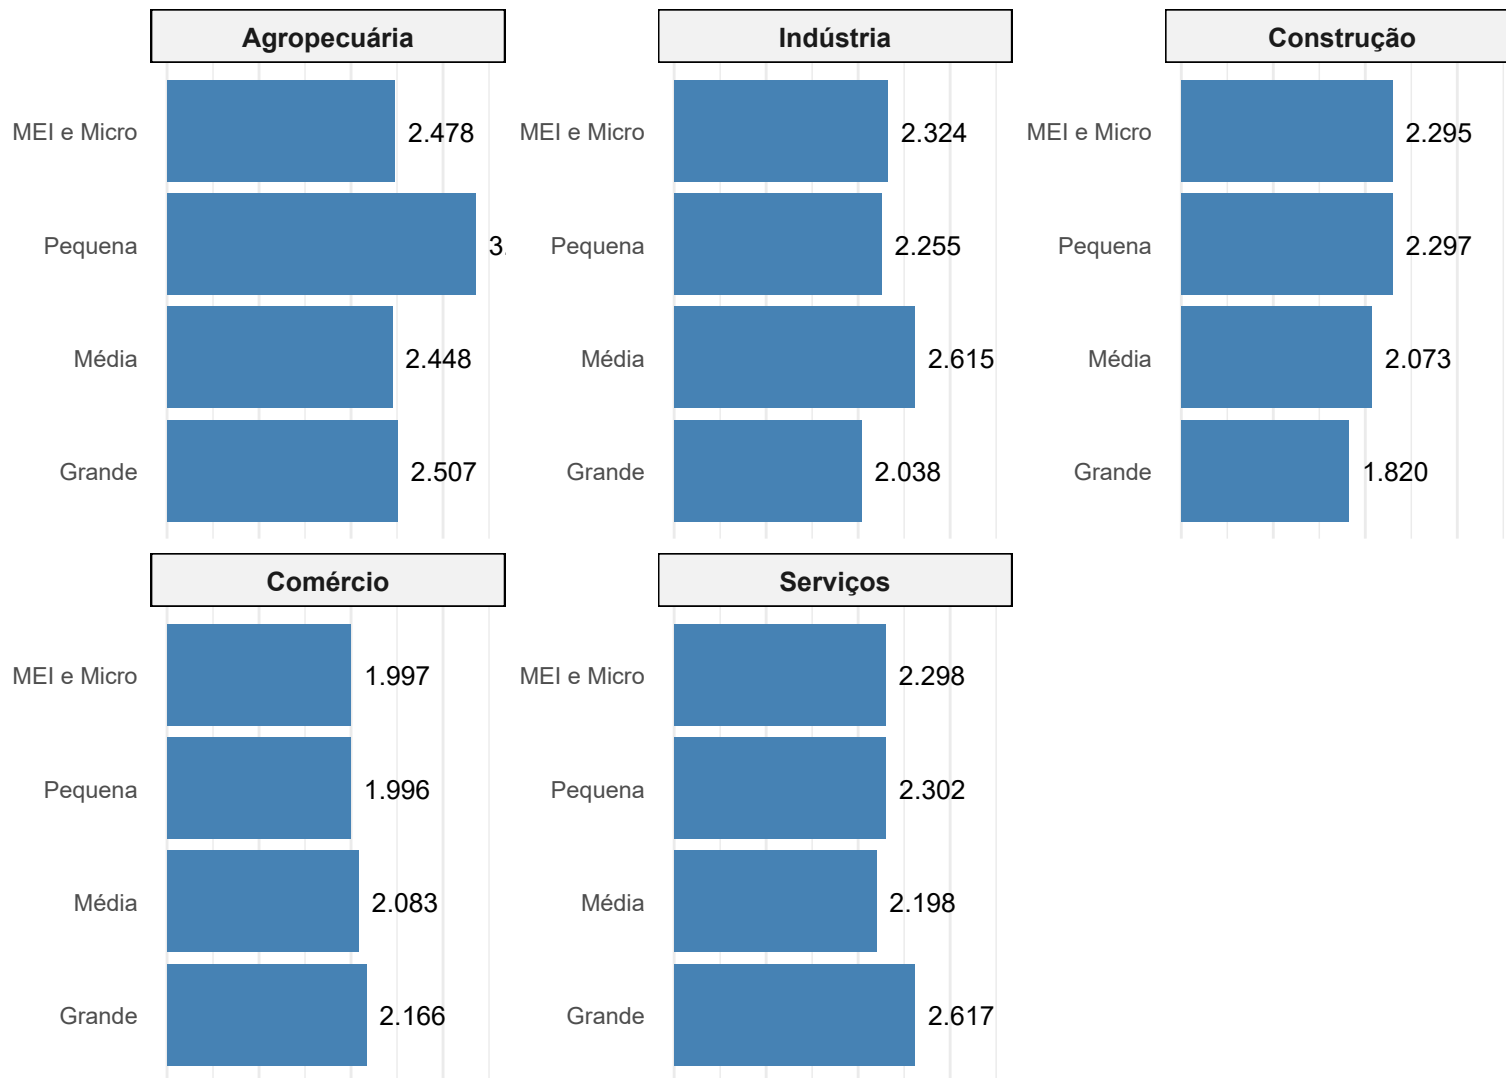 Agropecuária
MEI e Micro 2.478
Pequena 3.
Média 2.448
Grande 2.507
Indústria
MEI e Micro 2.324
Pequena 2.255
Média 2.615
Grande 2.038
Construção
MEI e Micro 2.295
Pequena 2.297
Média 2.073
Grande 1.820
Comércio
MEI e Micro 1.997
Pequena 1.996
Média 2.083
Grande 2.166
Serviços
MEI e Micro 2.298
Pequena 2.302
Média 2.198
Grande 2.617